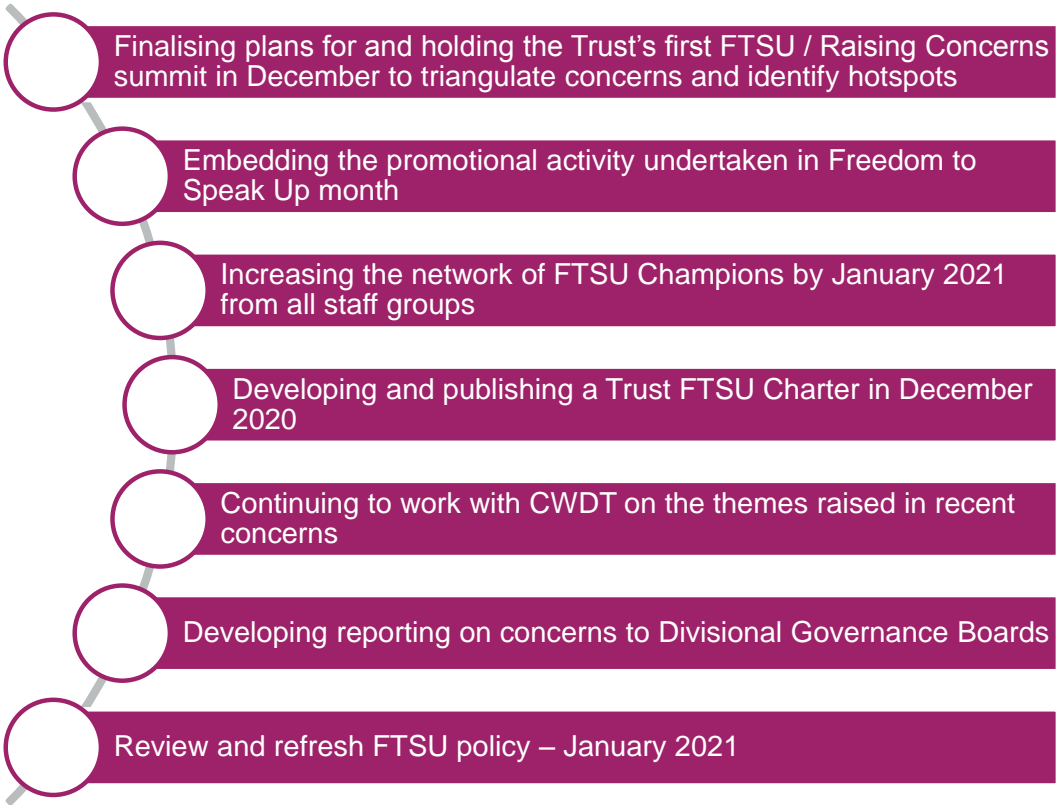 Finalising plans for and holding the Trust’s first FTSU / Raising Concerns
summit in December to triangulate concerns and identify hotspots
Embedding the promotional activity undertaken in Freedom to
Speak Up month
Increasing the network of FTSU Champions by January 2021
from all staff groups
Developing and publishing a Trust FTSU Charter in December
2020
Continuing to work with CWDT on the themes raised in recent
concerns
Developing reporting on concerns to Divisional Governance Boards
Review and refresh FTSU policy – January 2021